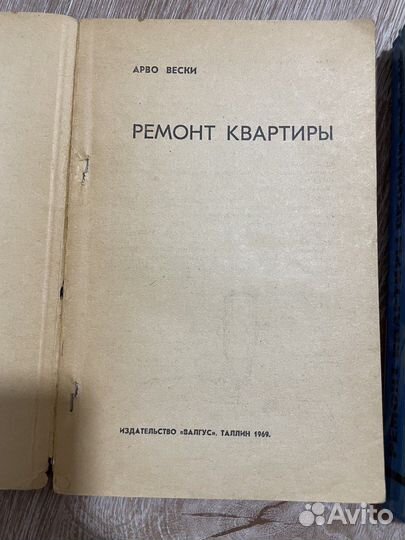 АРВО ВЕСКИ
РЕМОНТ КВАРТИРЫ
ИЗДАТЕЛЬСТВО «ВАЛГУС». ТАЛЛИН 1969.
Avito